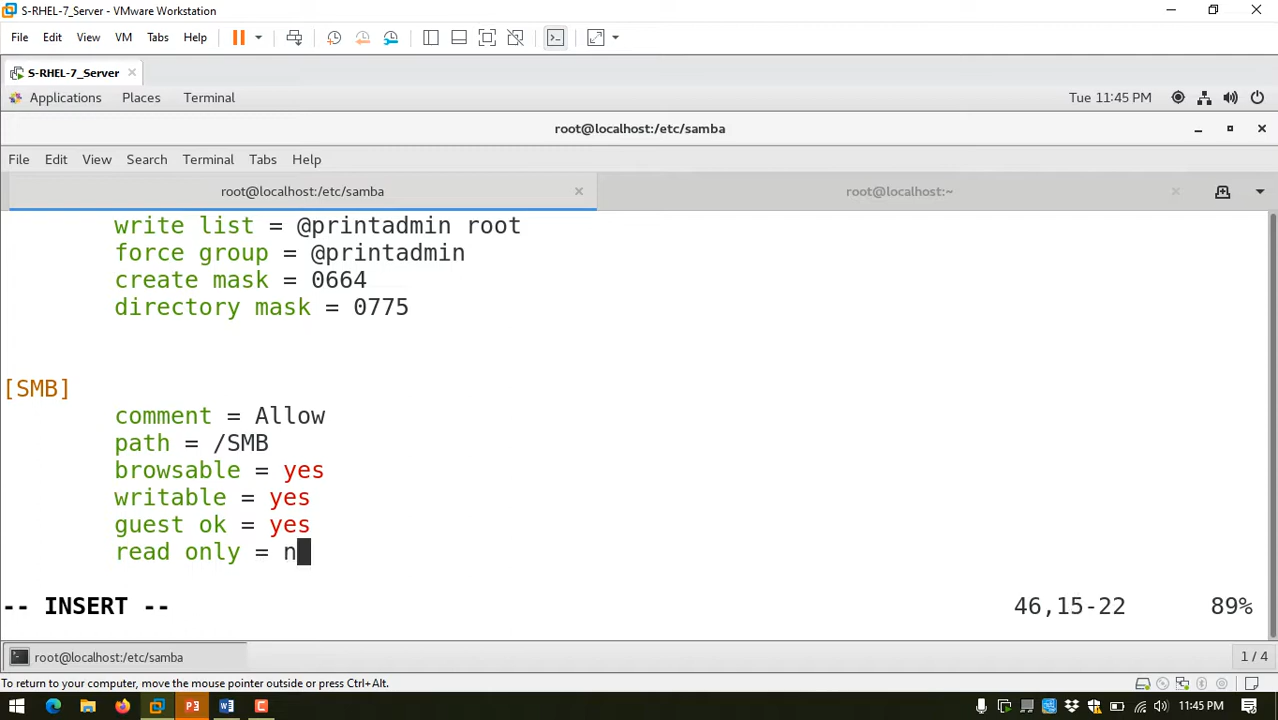 S-RHEL-7_Server - VMware Workstation
File Edit View VM Tabs Help
S-RHEL-7_Server
Applications Places Terminal Tue 11:45 PM
root@localhost:/etc/samba
File Edit View Search Terminal Tabs Help
root@localhost:/etc/samba root@localhost:~
write list = @printadmin root
force group = @printadmin
create mask = 0664
directory mask = 0775
[SMB]
comment = Allow
path = /SMB
browsable = yes
writable = yes
guest ok = yes
read only = n
-- INSERT -- 46,15-22 89%
root@localhost:/etc/samba 1 / 4
To return to your computer, move the mouse pointer outside or press Ctrl+Alt.
11:45 PM